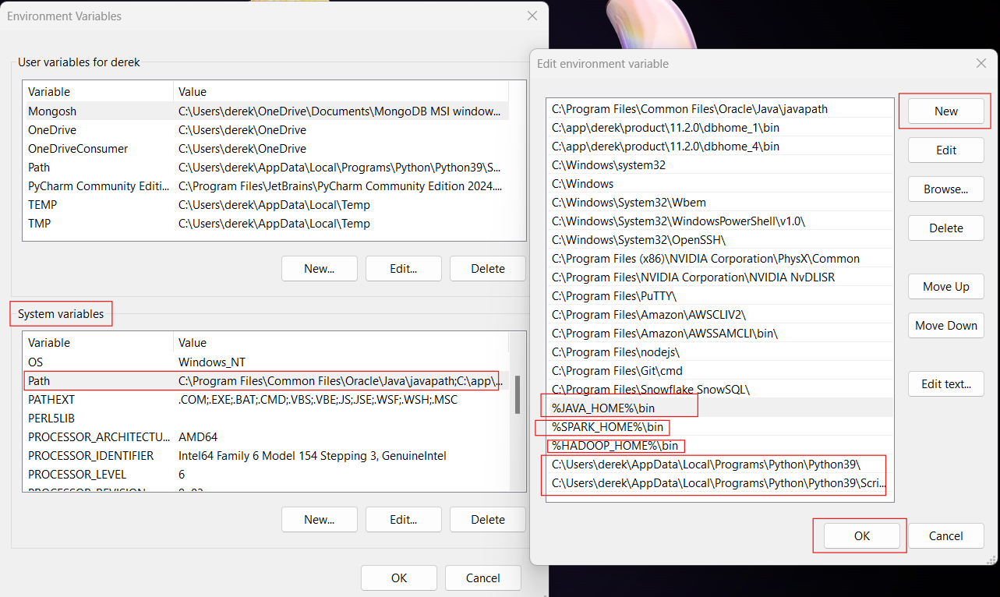 Environment Variables
User variables for derek
Variable Value
Mongosh C:\Users\derek\OneDrive\Documents\MongoDB MSI window...
OneDrive C:\Users\derek\OneDrive
OneDriveConsumer C:\Users\derek\OneDrive
Path C:\Users\derek\AppData\Local\Programs\Python\Python39\S...
PyCharm Community Editi... C:\Program Files\JetBrains\PyCharm Community Edition 2024....
TEMP C:\Users\derek\AppData\Local\Temp
TMP C:\Users\derek\AppData\Local\Temp
New... Edit... Delete
System variables
Variable Value
OS Windows_NT
Path C:\Program Files\Common Files\Oracle\Java\javapath;C:\app\...
PATHEXT .COM;.EXE;.BAT;.CMD;.VBS;.VBE;.JS;.JSE;.WSF;.WSH;.MSC
PERL5LIB
PROCESSOR_ARCHITECTU... AMD64
PROCESSOR_IDENTIFIER Intel64 Family 6 Model 154 Stepping 3, GenuineIntel
PROCESSOR_LEVEL 6
New... Edit... Delete
OK Cancel
Edit environment variable
C:\Program Files\Common Files\Oracle\Java\javapath
C:\app\derek\product\11.2.0\dbhome_1\bin
C:\app\derek\product\11.2.0\dbhome_4\bin
C:\Windows\system32
C:\Windows
C:\Windows\System32\Wbem
C:\Windows\System32\WindowsPowerShell\v1.0\
C:\Windows\System32\OpenSSH\
C:\Program Files (x86)\NVIDIA Corporation\PhysX\Common
C:\Program Files\NVIDIA Corporation\NVIDIA NvDLISR
C:\Program Files\PuTTY\
C:\Program Files\Amazon\AWSCLIV2\
C:\Program Files\Amazon\AWSSAMCLI\bin\
C:\Program Files\nodejs\
C:\Program Files\Git\cmd
C:\Program Files\Snowflake SnowSQL\
%JAVA_HOME%\bin
%SPARK_HOME%\bin
%HADOOP_HOME%\bin
C:\Users\derek\AppData\Local\Programs\Python\Python39\
C:\Users\derek\AppData\Local\Programs\Python\Python39\Scri...
New
Edit
Browse...
Delete
Move Up
Move Down
Edit text...
OK Cancel